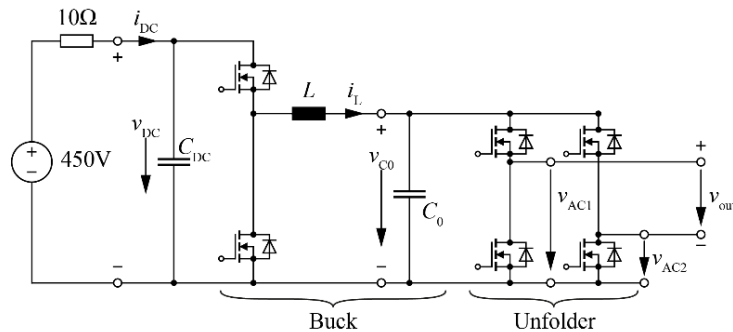 10Ω
i_DC
+
L
i_L
+
+
450V
v_DC
C_DC
v_C0
C_0
v_AC1
v_out
v_AC2
+
−
−
−
−
Buck
Unfolder